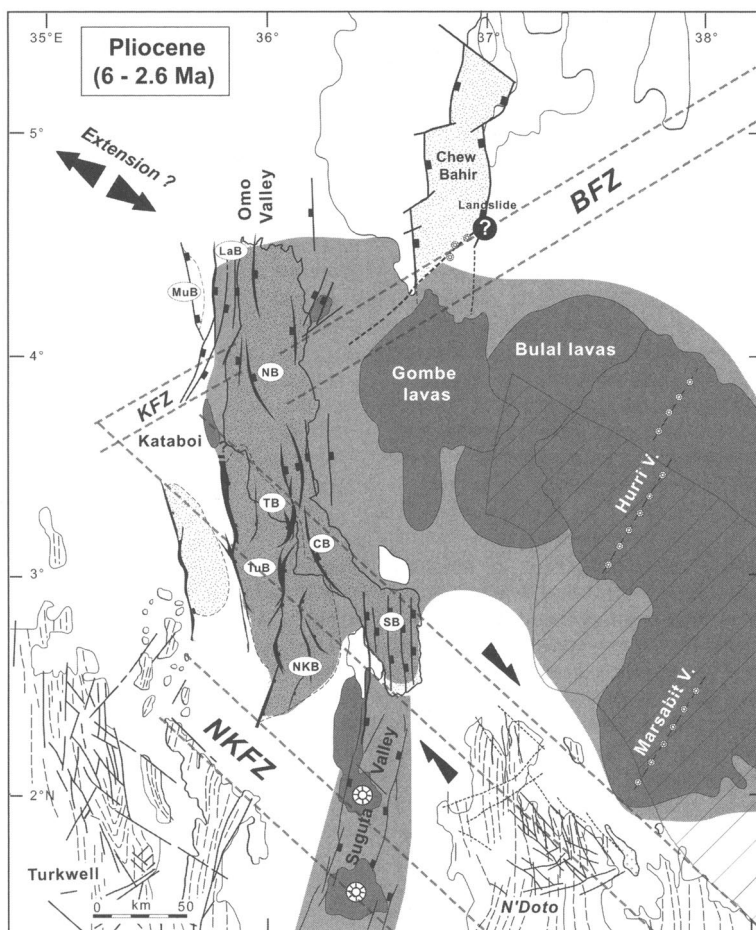 35°E
36°
37°
38°
Pliocene
(6 - 2.6 Ma)
5°
Extension ?
Omo
Valley
Chew
Bahir
Landslide
?
BFZ
LaB
MuB
4°
NB
Gombe
lavas
Bulal lavas
KFZ
Kataboi
Hurri V.
TB
CB
TuB
3°
SB
NKB
NKFZ
Marsabit V.
Valley
Suguta
2°N
Turkwell
N'Doto
0 km 50